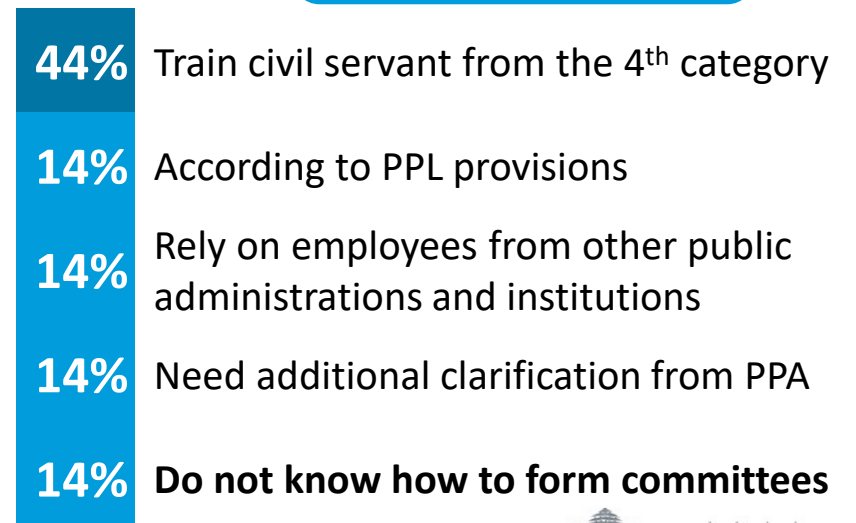 44% Train civil servant from the 4th category
14% According to PPL provisions
Rely on employees from other public
14% administrations and institutions
14% Need additional clarification from PPA
14% Do not know how to form committees